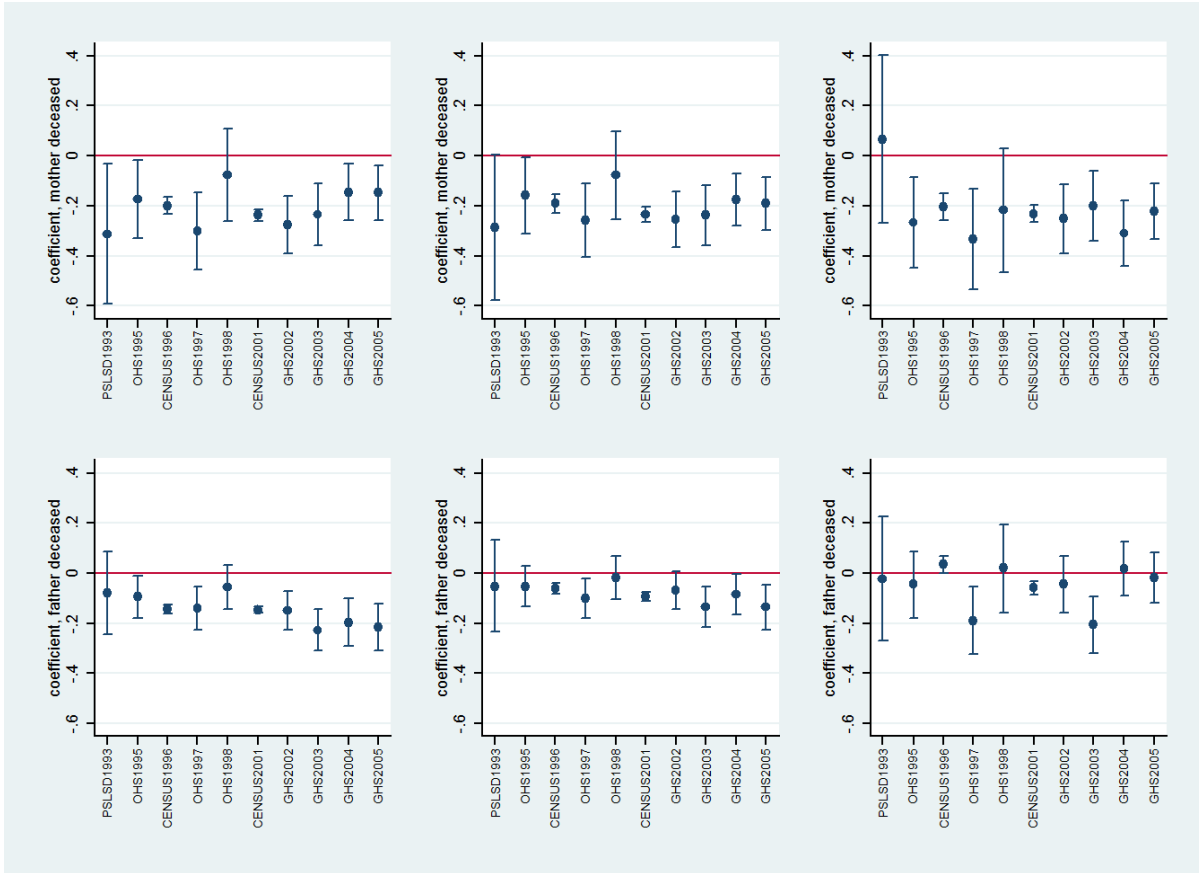 coefficient, mother deceased
.4
.2
0
-.2
-.4
-.6
PSLSD1993
OHS1995
CENSUS1996
OHS1997
OHS1998
CENSUS2001
GHS2002
GHS2003
GHS2004
GHS2005
coefficient, mother deceased
.4
.2
0
-.2
-.4
-.6
PSLSD1993
OHS1995
CENSUS1996
OHS1997
OHS1998
CENSUS2001
GHS2002
GHS2003
GHS2004
GHS2005
coefficient, mother deceased
.4
.2
0
-.2
-.4
-.6
PSLSD1993
OHS1995
CENSUS1996
OHS1997
OHS1998
CENSUS2001
GHS2002
GHS2003
GHS2004
GHS2005
coefficient, father deceased
.4
.2
0
-.2
-.4
-.6
PSLSD1993
OHS1995
CENSUS1996
OHS1997
OHS1998
CENSUS2001
GHS2002
GHS2003
GHS2004
GHS2005
coefficient, father deceased
.4
.2
0
-.2
-.4
-.6
PSLSD1993
OHS1995
CENSUS1996
OHS1997
OHS1998
CENSUS2001
GHS2002
GHS2003
GHS2004
GHS2005
coefficient, father deceased
.4
.2
0
-.2
-.4
-.6
PSLSD1993
OHS1995
CENSUS1996
OHS1997
OHS1998
CENSUS2001
GHS2002
GHS2003
GHS2004
GHS2005